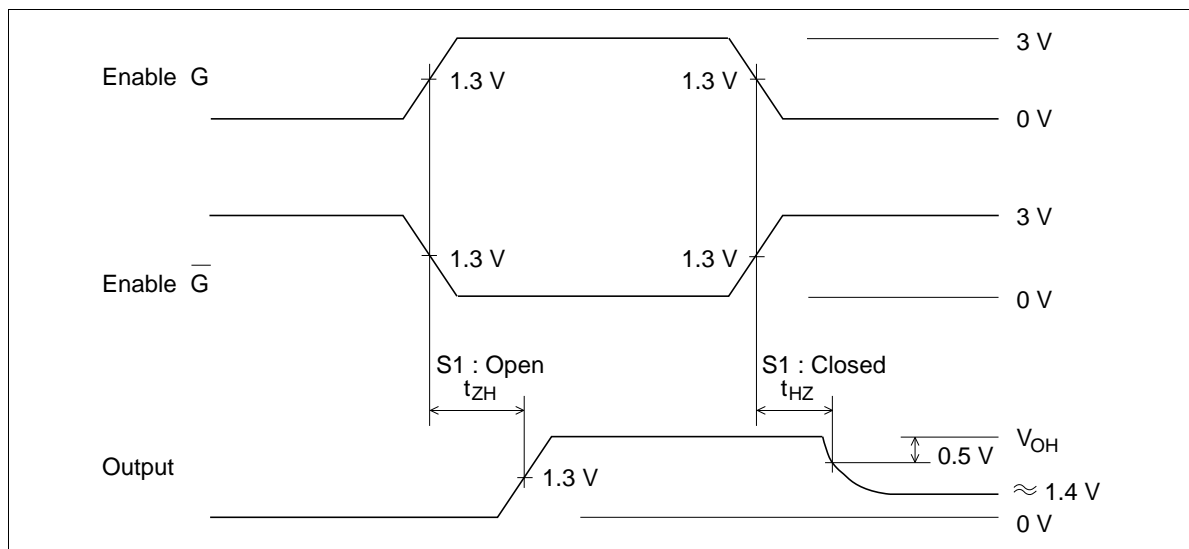 3 V
Enable G
1.3 V
1.3 V
0 V
3 V
1.3 V
1.3 V
Enable G̅
0 V
S1 : Open
S1 : Closed
tZH
tHZ
VOH
0.5 V
Output
1.3 V
≈ 1.4 V
0 V